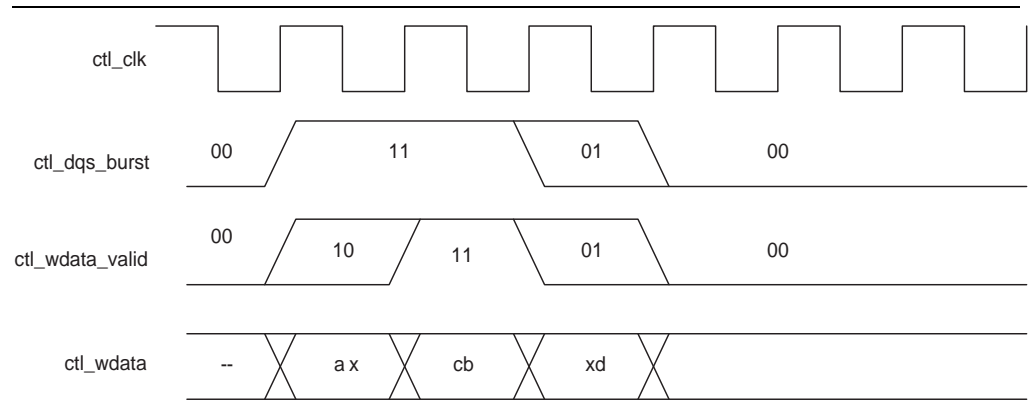 ctl_clk
ctl_dqs_burst 00 11 01 00
ctl_wdata_valid 00 10 11 01 00
ctl_wdata -- a x cb xd